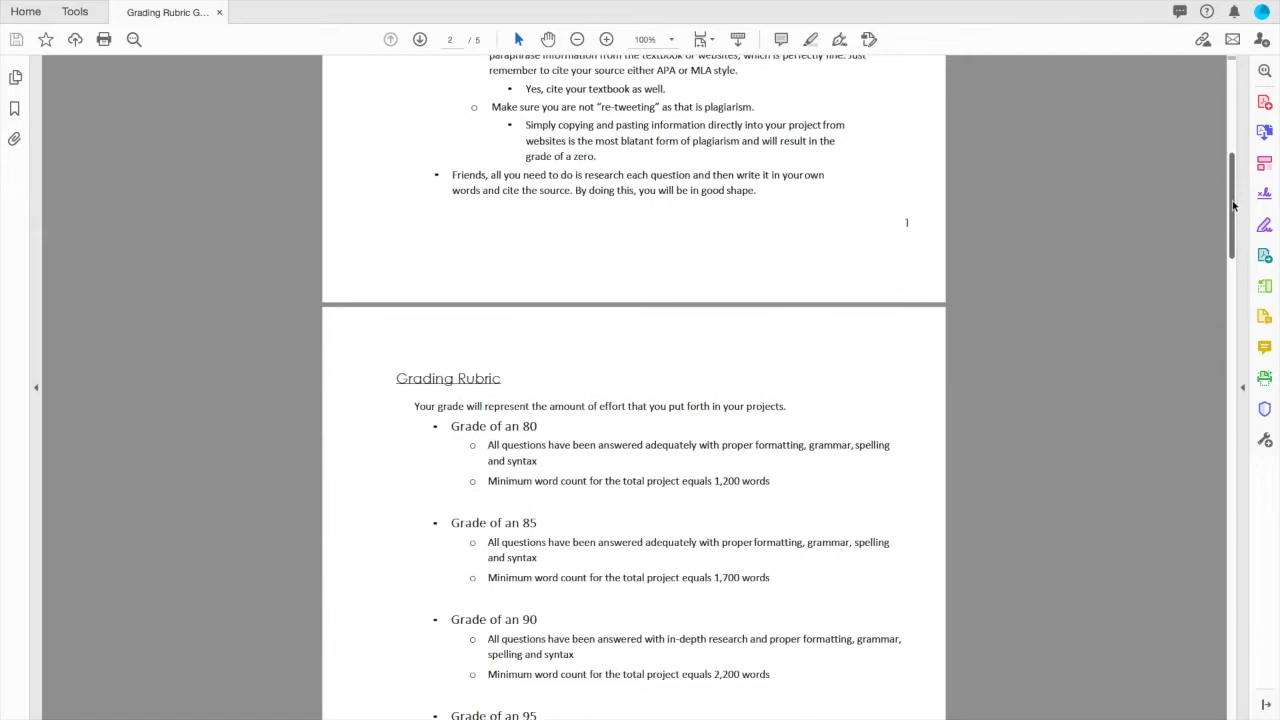 Home Tools Grading Rubric G... ×
2 / 5 100%
paraphrase information from the textbook or websites, which is perfectly fine. Just
remember to cite your source either APA or MLA style.
• Yes, cite your textbook as well.
o Make sure you are not “re-tweeting” as that is plagiarism.
• Simply copying and pasting information directly into your project from
websites is the most blatant form of plagiarism and will result in the
grade of a zero.
• Friends, all you need to do is research each question and then write it in your own
words and cite the source. By doing this, you will be in good shape.
1
Grading Rubric
Your grade will represent the amount of effort that you put forth in your projects.
• Grade of an 80
o All questions have been answered adequately with proper formatting, grammar, spelling
and syntax
o Minimum word count for the total project equals 1,200 words
• Grade of an 85
o All questions have been answered adequately with proper formatting, grammar, spelling
and syntax
o Minimum word count for the total project equals 1,700 words
• Grade of an 90
o All questions have been answered with in-depth research and proper formatting, grammar,
spelling and syntax
o Minimum word count for the total project equals 2,200 words
• Grade of an 95